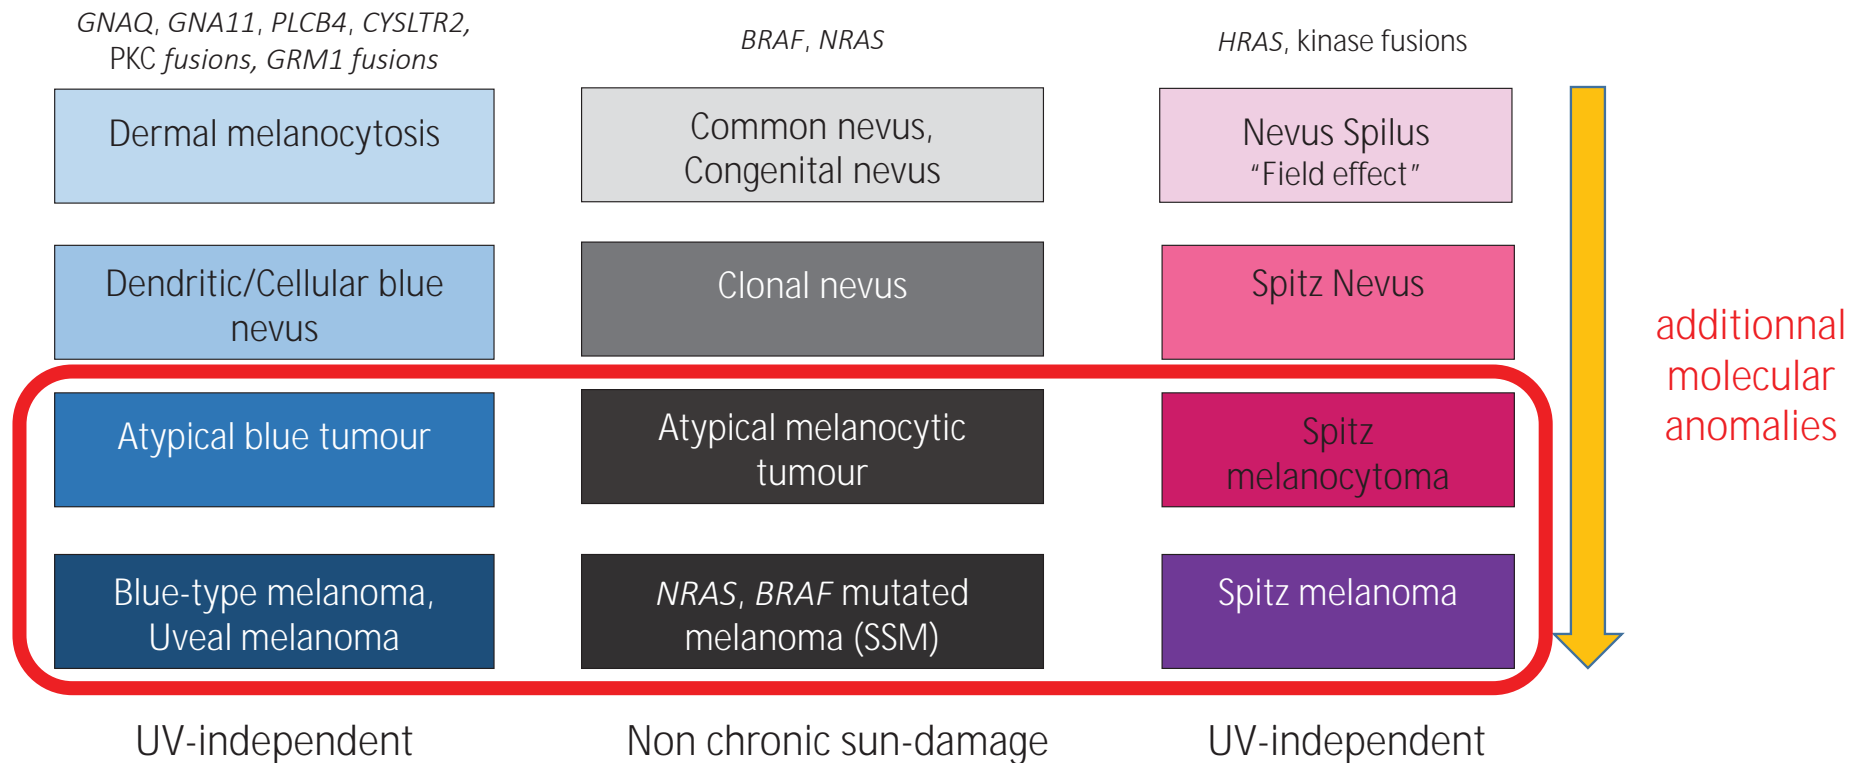 GNAQ, GNA11, PLCB4, CYSLTR2,
PKC fusions, GRM1 fusions
BRAF, NRAS
HRAS, kinase fusions
Dermal melanocytosis
Common nevus,
Congenital nevus
Nevus Spilus
"Field effect"
Dendritic/Cellular blue
nevus
Clonal nevus
Spitz Nevus
additionnal
molecular
anomalies
Atypical blue tumour
Atypical melanocytic
tumour
Spitz
melanocytoma
Blue-type melanoma,
Uveal melanoma
NRAS, BRAF mutated
melanoma (SSM)
Spitz melanoma
UV-independent
Non chronic sun-damage
UV-independent